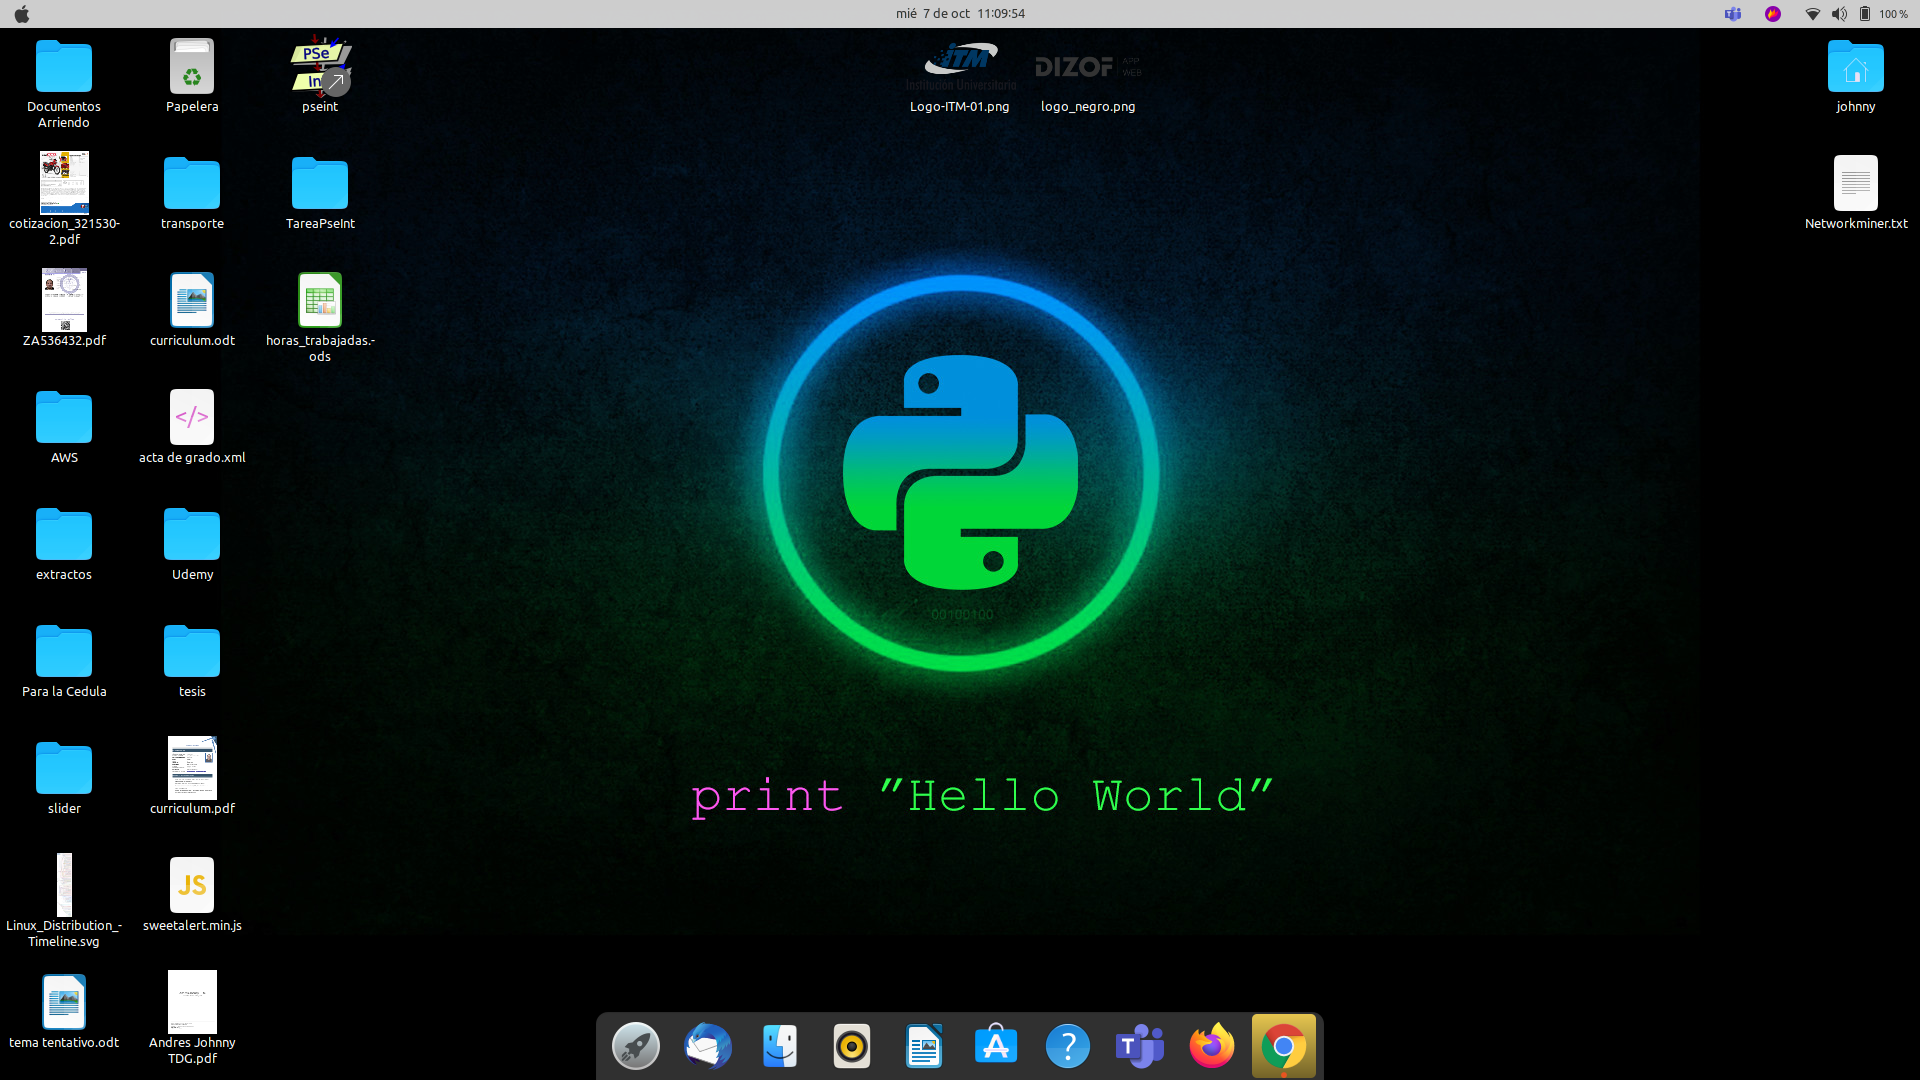 mié 7 de oct 11:09:54
100 %
Documentos
Arriendo
Papelera
PSe
In
pseint
iTM
Institución Universitaria
Logo-ITM-01.png
DIZOF APP
WEB
logo_negro.png
johnny
cotizacion_321530-
2.pdf
transporte
TareaPseInt
Networkminer.txt
ZA536432.pdf
curriculum.odt
horas_trabajadas.-
ods
AWS
</>
acta de grado.xml
extractos
Udemy
00100100
Para la Cedula
tesis
slider
curriculum.pdf
print "Hello World"
Linux_Distribution_-
Timeline.svg
JS
sweetalert.min.js
tema tentativo.odt
Andres Johnny
TDG.pdf
A
?
T